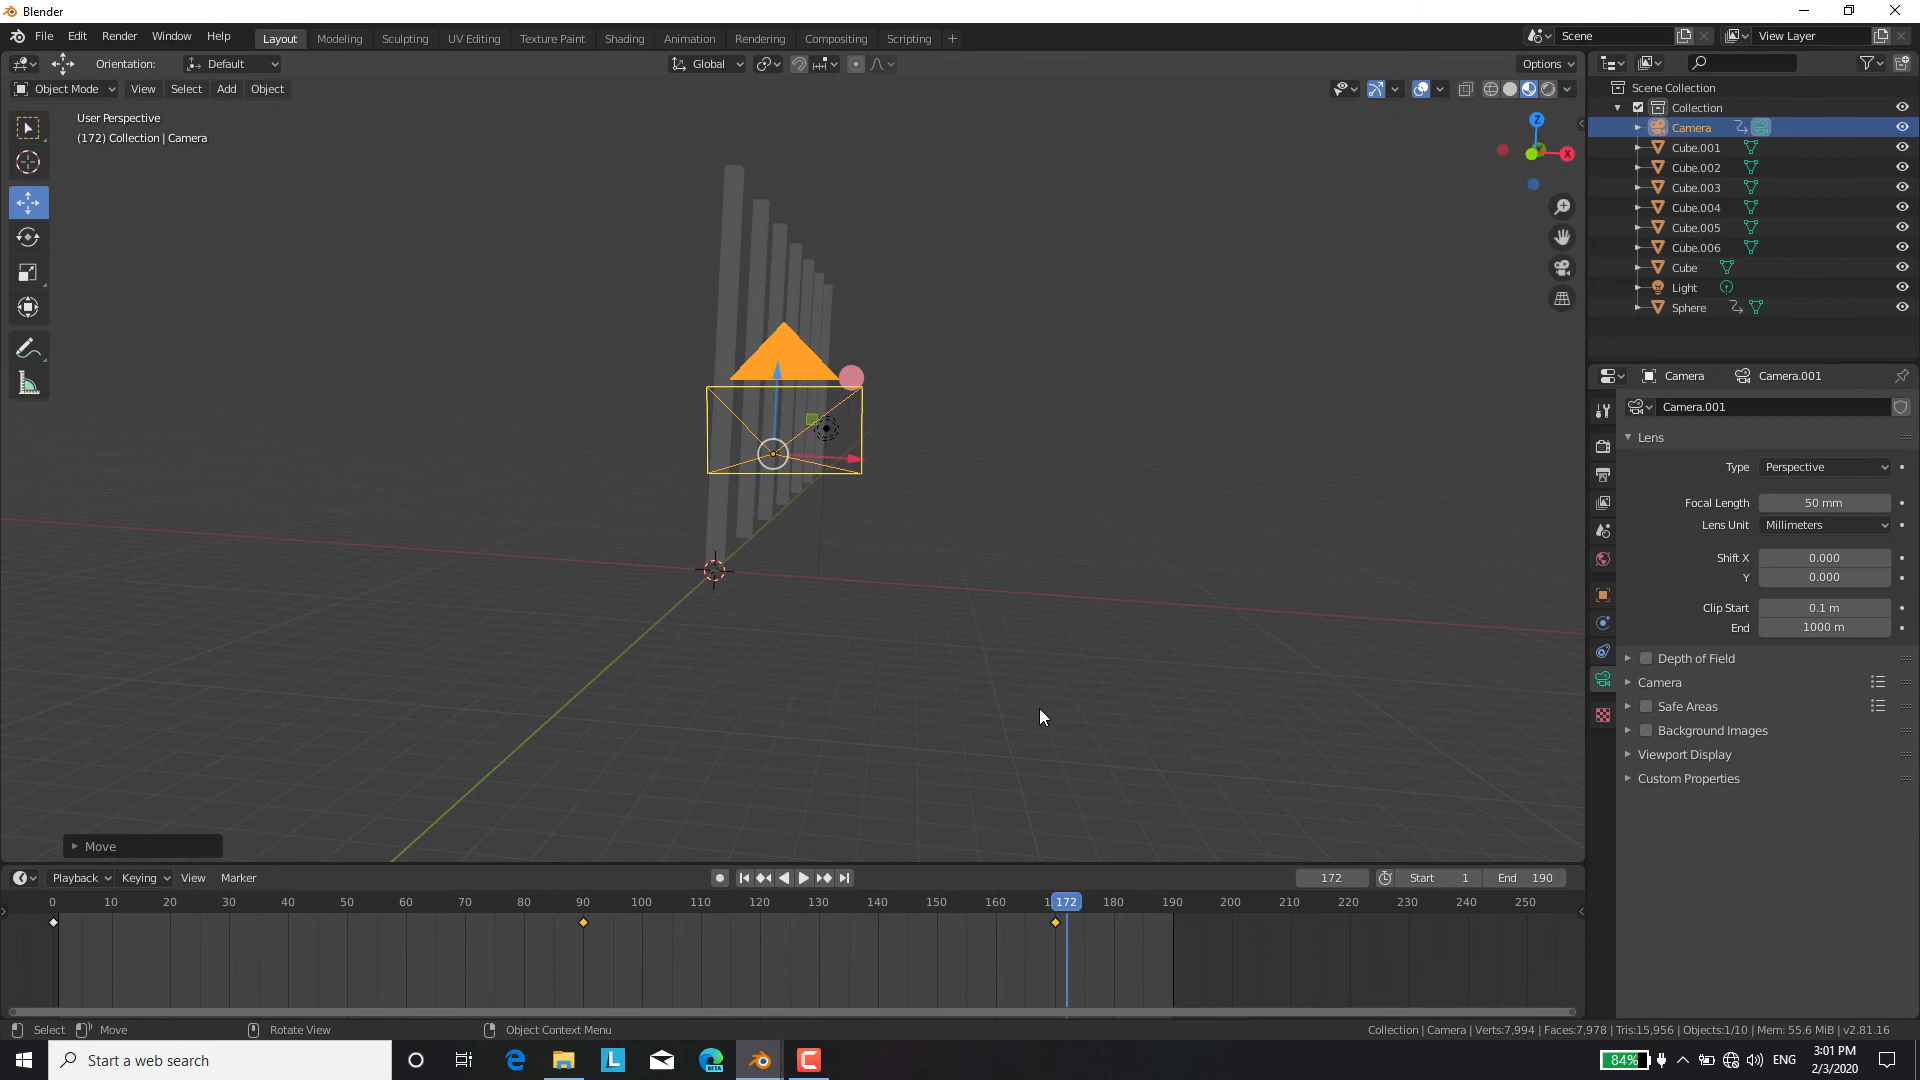 Blender
File Edit Render Window Help
Layout Modeling Sculpting UV Editing Texture Paint Shading Animation Rendering Compositing Scripting +
Scene
View Layer
Orientation: Default
Global
Options
Object Mode View Select Add Object
User Perspective
(172) Collection | Camera
Z
X
Scene Collection
Collection
Camera
Cube.001
Cube.002
Cube.003
Cube.004
Cube.005
Cube.006
Cube
Light
Sphere
Camera Camera.001
Camera.001
Lens
Type Perspective
Focal Length 50 mm
Lens Unit Millimeters
Shift X 0.000
Y 0.000
Clip Start 0.1 m
End 1000 m
Depth of Field
Camera
Safe Areas
Background Images
Viewport Display
Custom Properties
Move
Playback Keying View Marker
172 Start 1 End 190
0 10 20 30 40 50 60 70 80 90 100 110 120 130 140 150 160 172 180 190 200 210 220 230 240 250
Select Move Rotate View Object Context Menu
Collection | Camera | Verts:7,994 | Faces:7,978 | Tris:15,956 | Objects:1/10 | Mem: 55.6 MiB | v2.81.16
Start a web search
L
BETA
C
84%
ENG
3:01 PM
2/3/2020